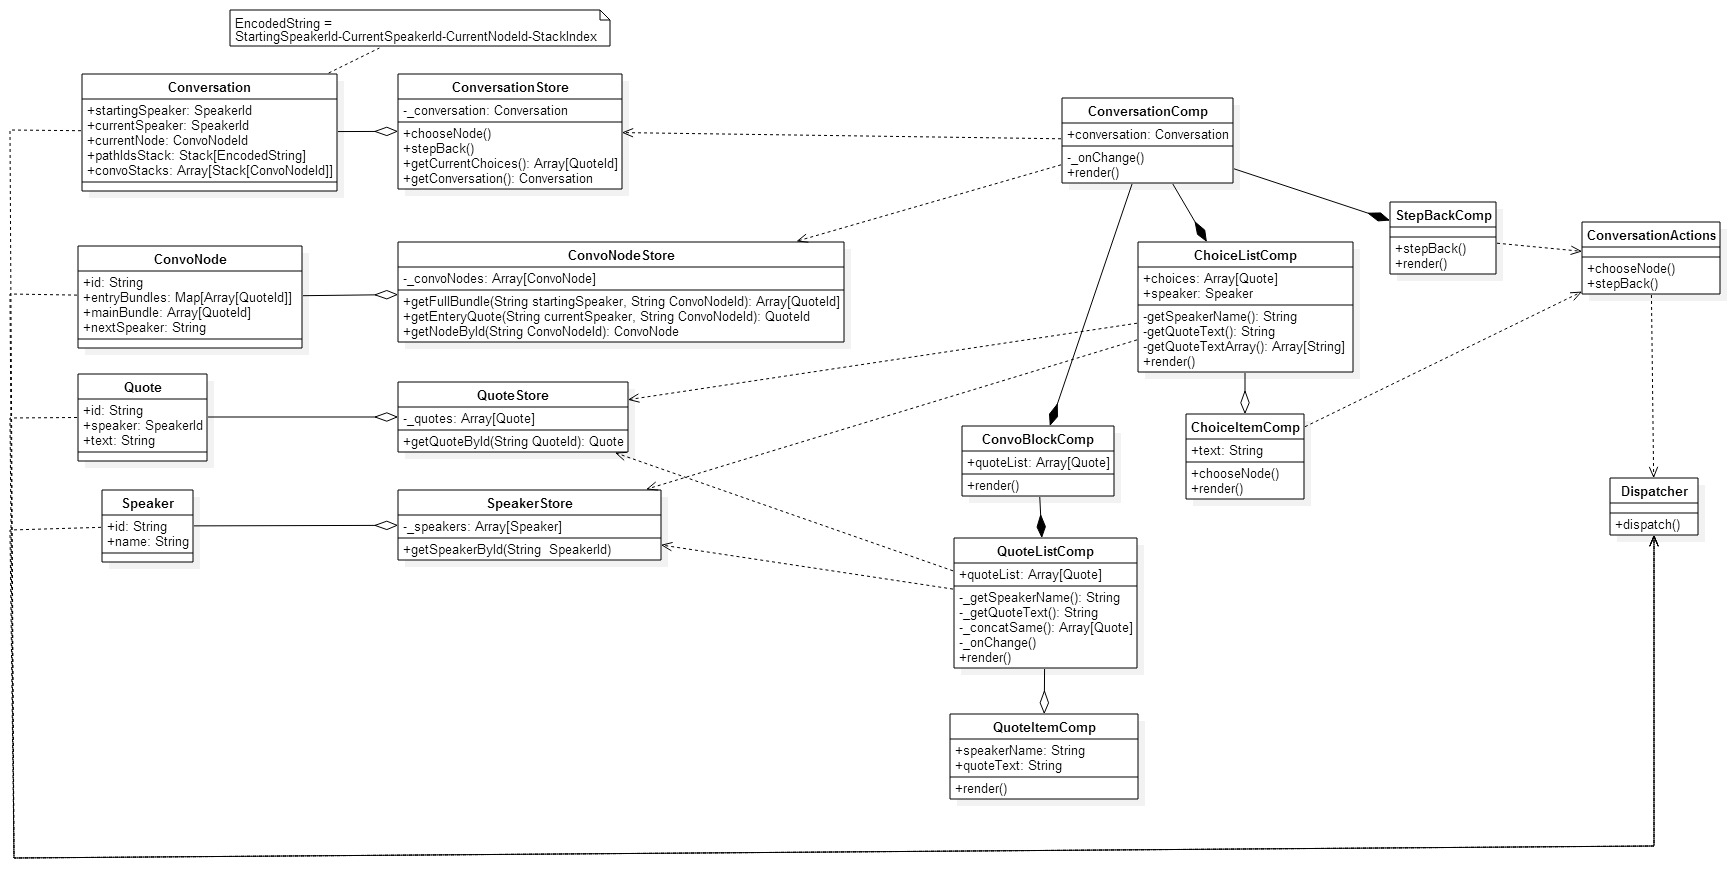 EncodedString =
StartingSpeakerId-CurrentSpeakerId-CurrentNodeId-StackIndex
Conversation
+startingSpeaker: SpeakerId
+currentSpeaker: SpeakerId
+currentNode: ConvoNodeId
+pathIdsStack: Stack[EncodedString]
+convoStacks: Array[Stack[ConvoNodeId]]
ConversationStore
-_conversation: Conversation
+chooseNode()
+stepBack()
+getCurrentChoices(): Array[QuoteId]
+getConversation(): Conversation
ConversationComp
+conversation: Conversation
-_onChange()
+render()
StepBackComp
+stepBack()
+render()
ConversationActions
+chooseNode()
+stepBack()
ConvoNode
+id: String
+entryBundles: Map[Array[QuoteId]]
+mainBundle: Array[QuoteId]
+nextSpeaker: String
ConvoNodeStore
-_convoNodes: Array[ConvoNode]
+getFullBundle(String startingSpeaker, String ConvoNodeId): Array[QuoteId]
+getEnteryQuote(String currentSpeaker, String ConvoNodeId): QuoteId
+getNodeById(String ConvoNodeId): ConvoNode
ChoiceListComp
+choices: Array[Quote]
+speaker: Speaker
-getSpeakerName(): String
-getQuoteText(): String
-getQuoteTextArray(): Array[String]
+render()
Quote
+id: String
+speaker: SpeakerId
+text: String
QuoteStore
-_quotes: Array[Quote]
+getQuoteById(String QuoteId): Quote
ConvoBlockComp
+quoteList: Array[Quote]
+render()
ChoiceItemComp
+text: String
+chooseNode()
+render()
Speaker
+id: String
+name: String
SpeakerStore
-_speakers: Array[Speaker]
+getSpeakerById(String  SpeakerId)
Dispatcher
+dispatch()
QuoteListComp
+quoteList: Array[Quote]
-_getSpeakerName(): String
-_getQuoteText(): String
-_concatSame(): Array[Quote]
-_onChange()
+render()
QuoteItemComp
+speakerName: String
+quoteText: String
+render()